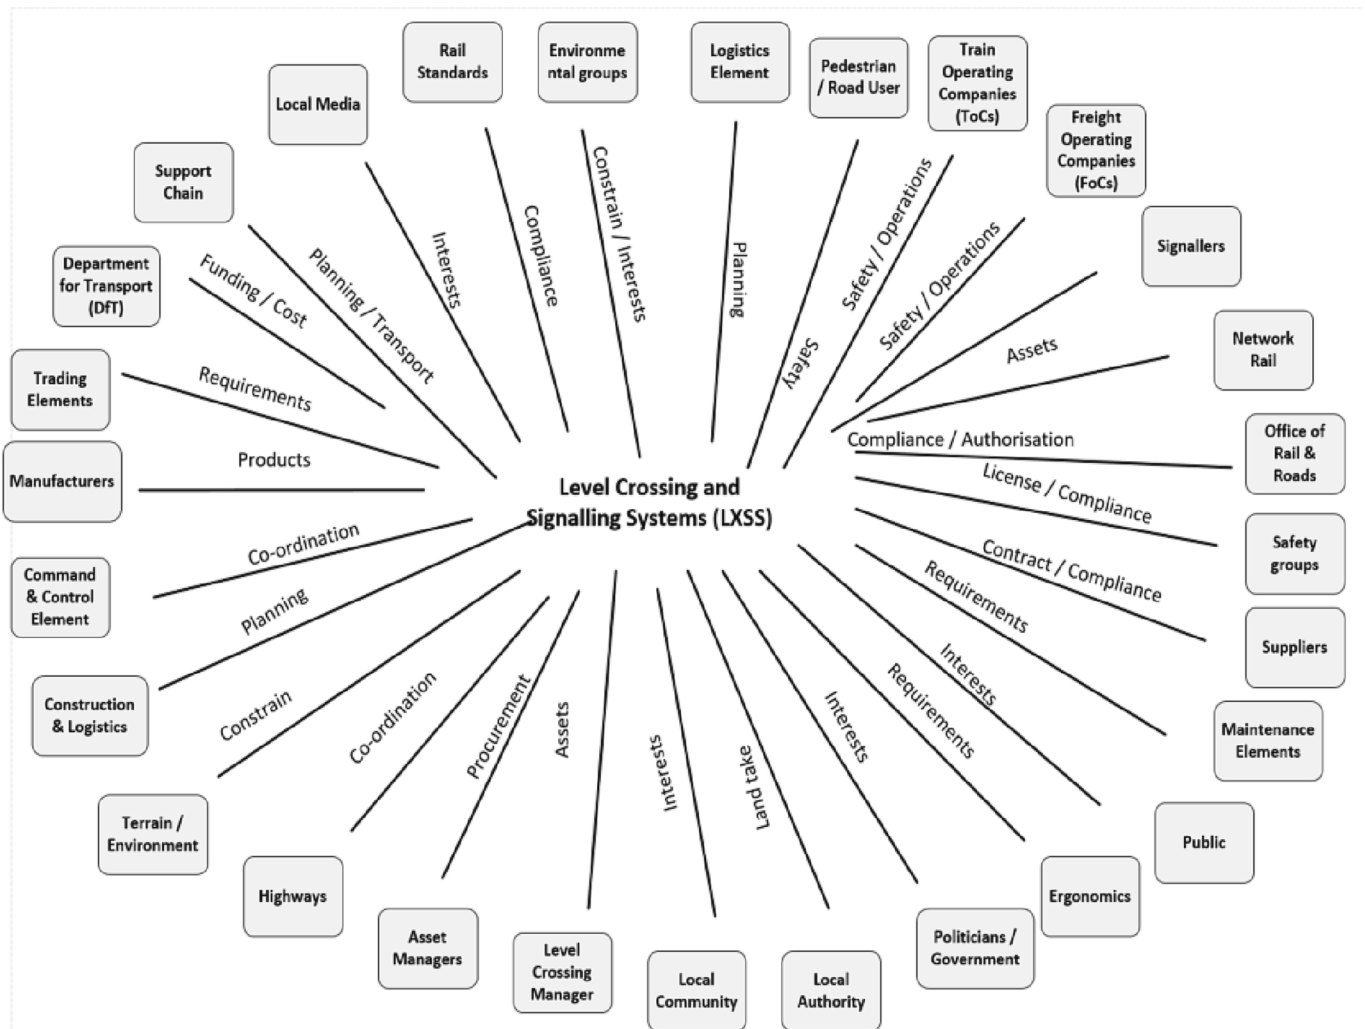 Rail
Standards
Environme
ntal groups
Logistics
Element
Pedestrian
/ Road User
Train
Operating
Companies
(ToCs)
Freight
Operating
Companies
(FoCs)
Signallers
Network
Rail
Office of
Rail &
Roads
Safety
groups
Suppliers
Maintenance
Elements
Public
Ergonomics
Politicians /
Government
Local
Authority
Local
Community
Level
Crossing
Manager
Asset
Managers
Highways
Terrain /
Environment
Construction
& Logistics
Command
& Control
Element
Manufacturers
Trading
Elements
Department
for Transport
(DfT)
Support
Chain
Local Media
Compliance
Constrain / Interests
Planning
Safety
Safety / Operations
Safety / Operations
Assets
Compliance / Authorisation
License / Compliance
Contract / Compliance
Requirements
Interests
Requirements
Interests
Land take
Interests
Assets
Procurement
Co-ordination
Constrain
Planning
Co-ordination
Products
Requirements
Funding / Cost
Planning / Transport
Interests
Level Crossing and
Signalling Systems (LXSS)